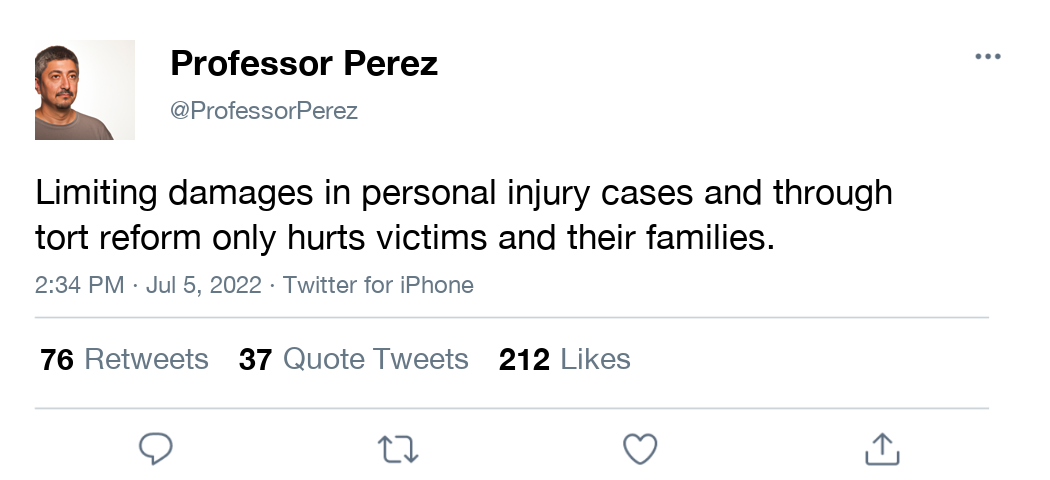 Professor Perez
@ProfessorPerez
Limiting damages in personal injury cases and through
tort reform only hurts victims and their families.
2:34 PM · Jul 5, 2022 · Twitter for iPhone
76 Retweets 37 Quote Tweets 212 Likes